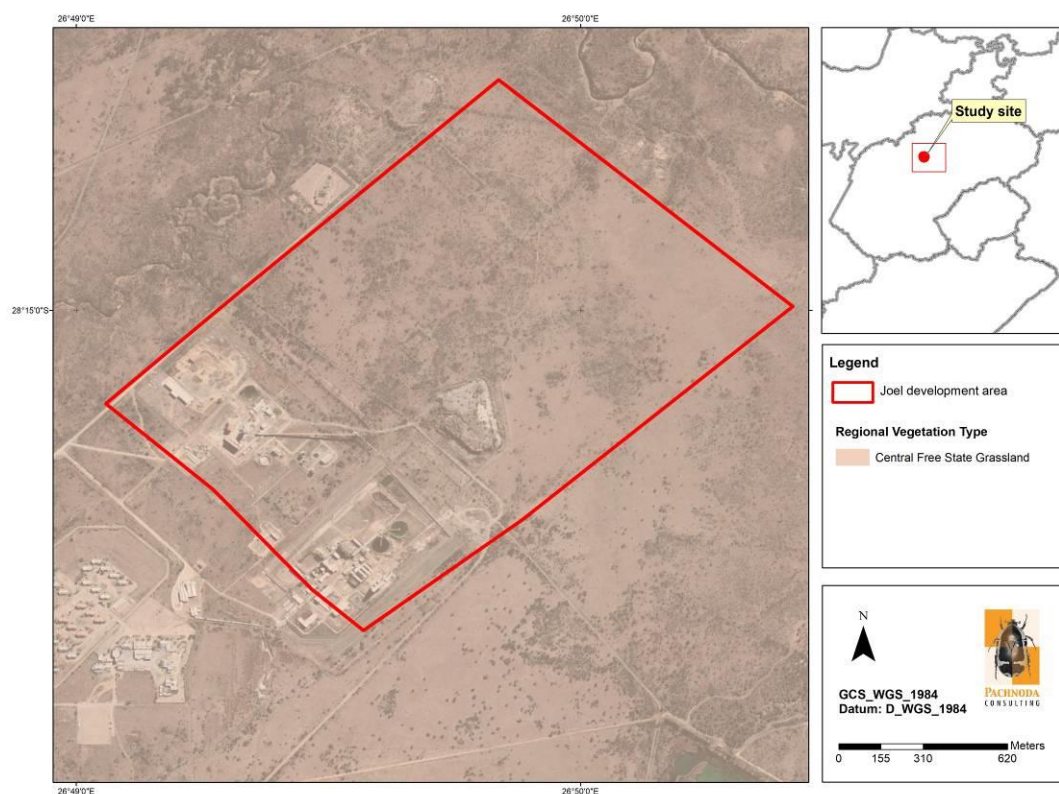 26°49'0"E
26°50'0"E
28°15'0"S
26°49'0"E
26°50'0"E
Study site
Legend
Joel development area
Regional Vegetation Type
Central Free State Grassland
N
PACHNODA
CONSULTING
GCS_WGS_1984
Datum: D_WGS_1984
Meters
0 155 310 620